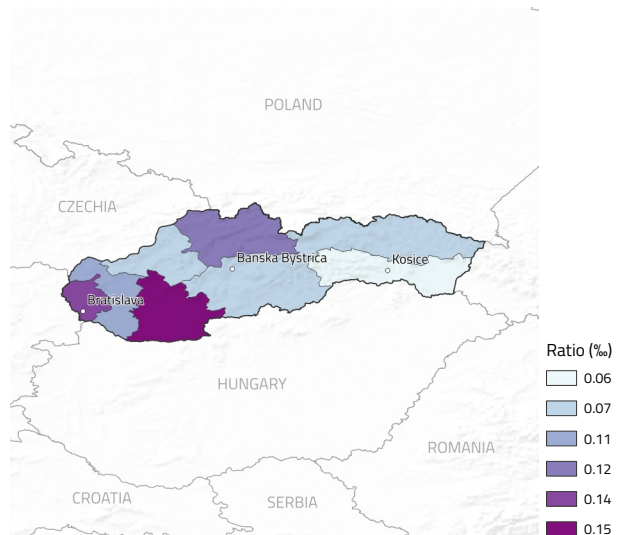 POLAND
CZECHIA
Banska Bystrica
Kosice
Bratislava
Ratio (‰)
0.06
0.07
0.11
0.12
0.14
0.15
HUNGARY
ROMANIA
CROATIA
SERBIA